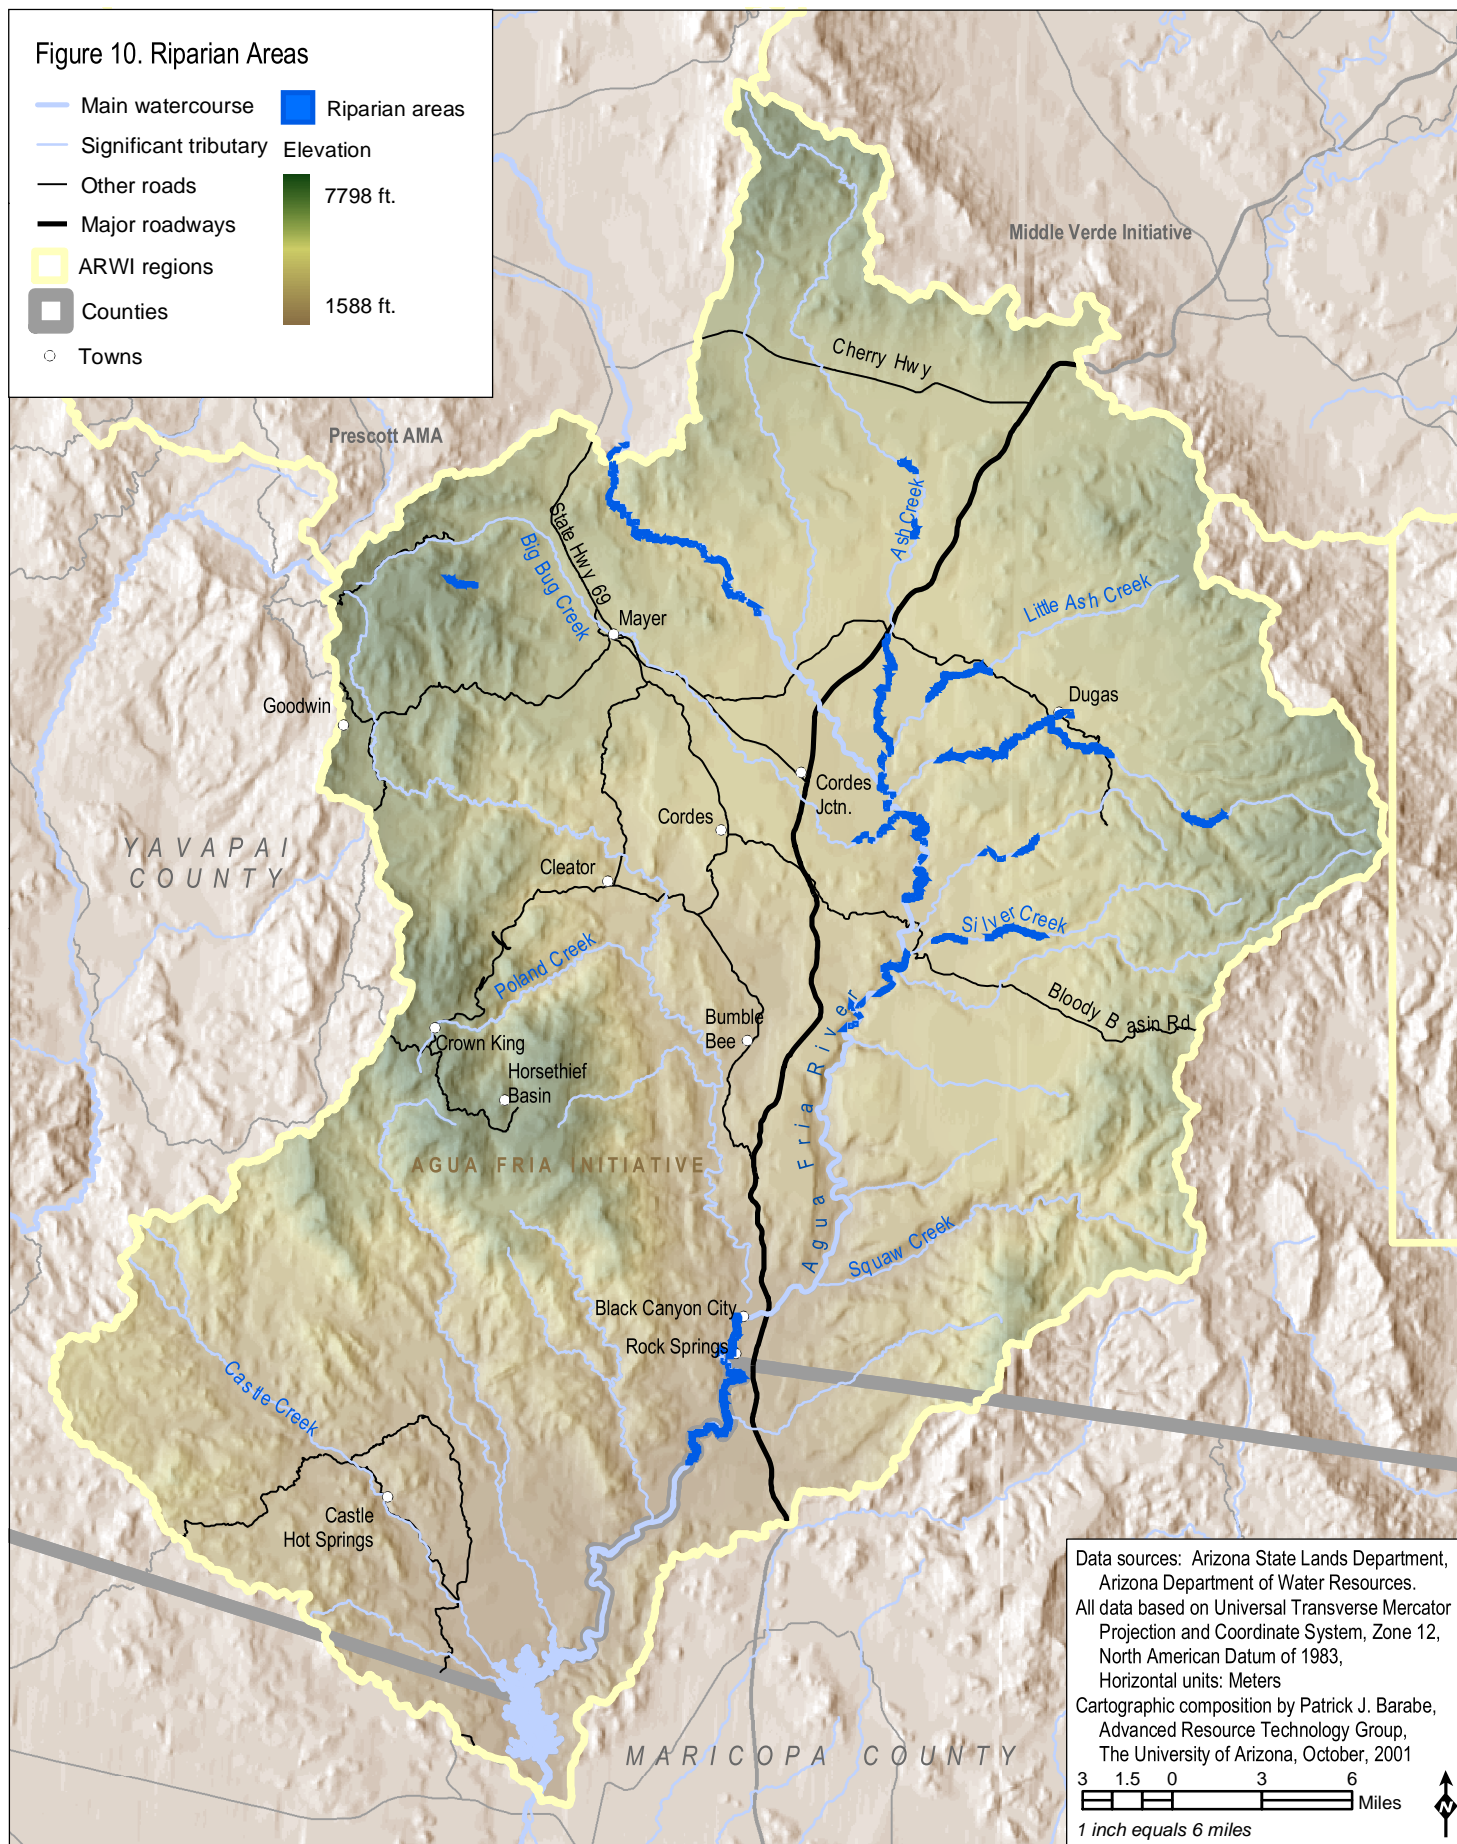 Figure 10. Riparian Areas
Main watercourse
Riparian areas
Significant tributary
Elevation
Other roads
7798 ft.
Major roadways
ARWI regions
1588 ft.
Counties
Towns
Middle Verde Initiative
Cherry Hwy
Prescott AMA
Ash Creek
State Hwy 69
Big Bug Creek
Little Ash Creek
Mayer
Goodwin
Dugas
Cordes
Jctn.
Cordes
YAVAPAI
COUNTY
Cleator
Silver Creek
Poland Creek
Bloody Basin Rd
Bumble
Bee
Crown King
Horsethief
Basin
Agua Fria River
AGUA FRIA INITIATIVE
Squaw Creek
Black Canyon City
Rock Springs
Castle Creek
Castle
Hot Springs
MARICOPA COUNTY
Data sources: Arizona State Lands Department,
Arizona Department of Water Resources.
All data based on Universal Transverse Mercator
Projection and Coordinate System, Zone 12,
North American Datum of 1983,
Horizontal units: Meters
Cartographic composition by Patrick J. Barabe,
Advanced Resource Technology Group,
The University of Arizona, October, 2001
3 1.5 0 3 6
Miles
N
1 inch equals 6 miles